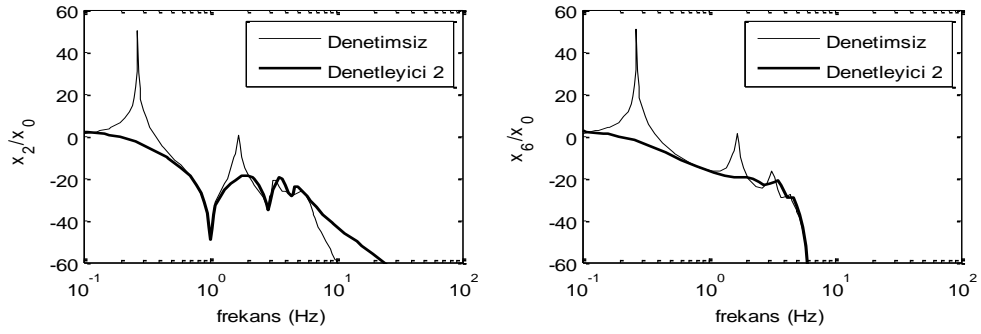 60
40
20
0
-20
-40
-60
x2/x0
10^-1
10^0
10^1
10^2
frekans (Hz)
Denetimsiz
Denetleyici 2
60
40
20
0
-20
-40
-60
x6/x0
10^-1
10^0
10^1
10^2
frekans (Hz)
Denetimsiz
Denetleyici 2